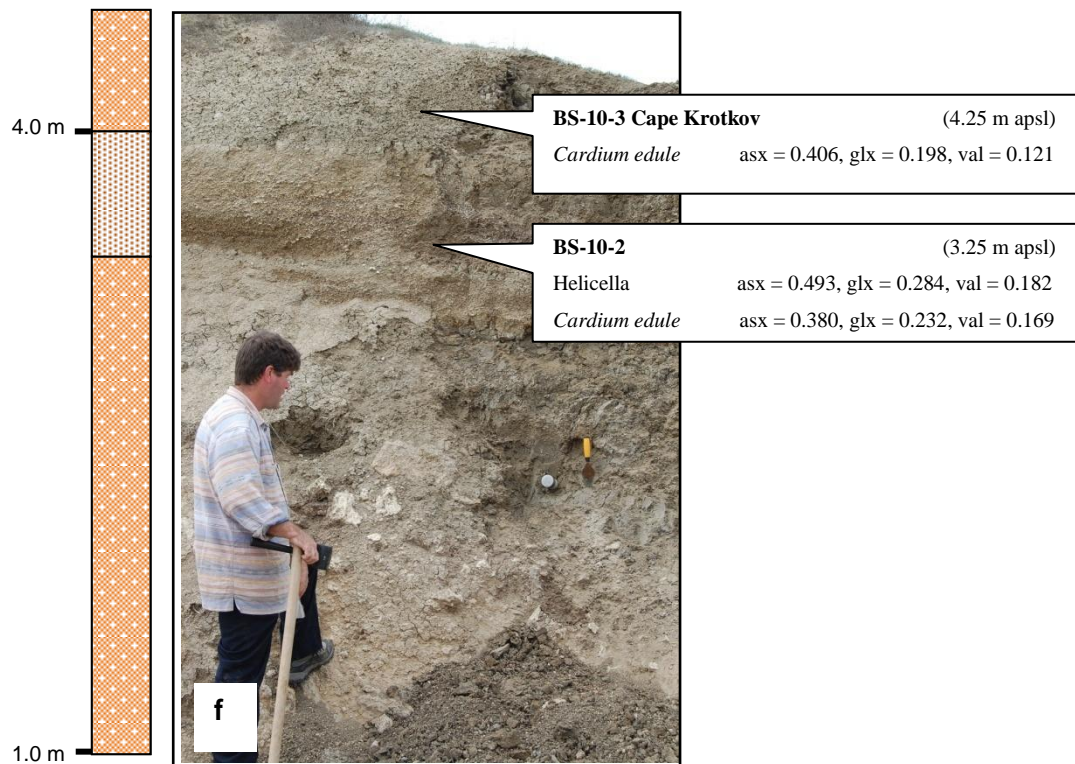 4.0 m
BS-10-3 Cape Krotkov (4.25 m apsl)
Cardium edule asx = 0.406, glx = 0.198, val = 0.121
BS-10-2 (3.25 m apsl)
Helicella asx = 0.493, glx = 0.284, val = 0.182
Cardium edule asx = 0.380, glx = 0.232, val = 0.169
f
1.0 m